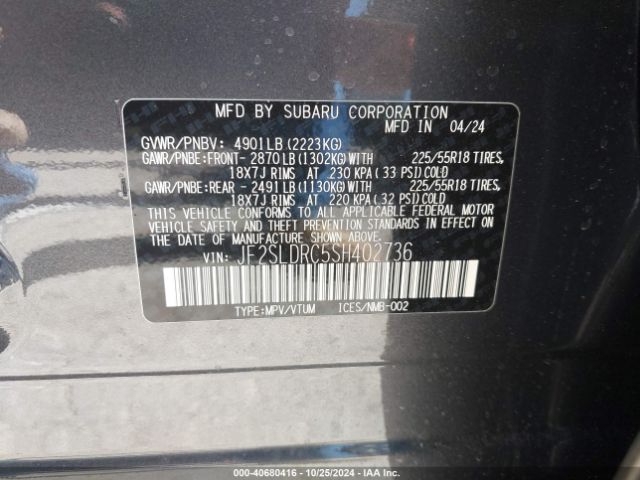 MFD BY SUBARU CORPORATION
MFD IN 04/24
GVWR/PNBV: 4901LB (2223KG)
GAWR/PNBE:FRONT- 2870LB(1302KG)WITH 225/55R18 TIRES,
18X7J RIMS AT 230 KPA (33 PSI)COLD
GAWR/PNBE:REAR - 2491LB(1130KG)WITH 225/55R18 TIRES,
18X7J RIMS AT 220 KPA (32 PSI)COLD
THIS VEHICLE CONFORMS TO ALL APPLICABLE FEDERAL MOTOR
VEHICLE SAFETY AND THEFT PREVENTION STANDARDS IN EFFECT ON
THE DATE OF MANUFACTURE SHOWN ABOVE.
VIN: JF2SLDRC5SH402736
TYPE:MPV/VTUM ICES/NMB-002
000-40680416 | 10/25/2024 | IAA Inc.